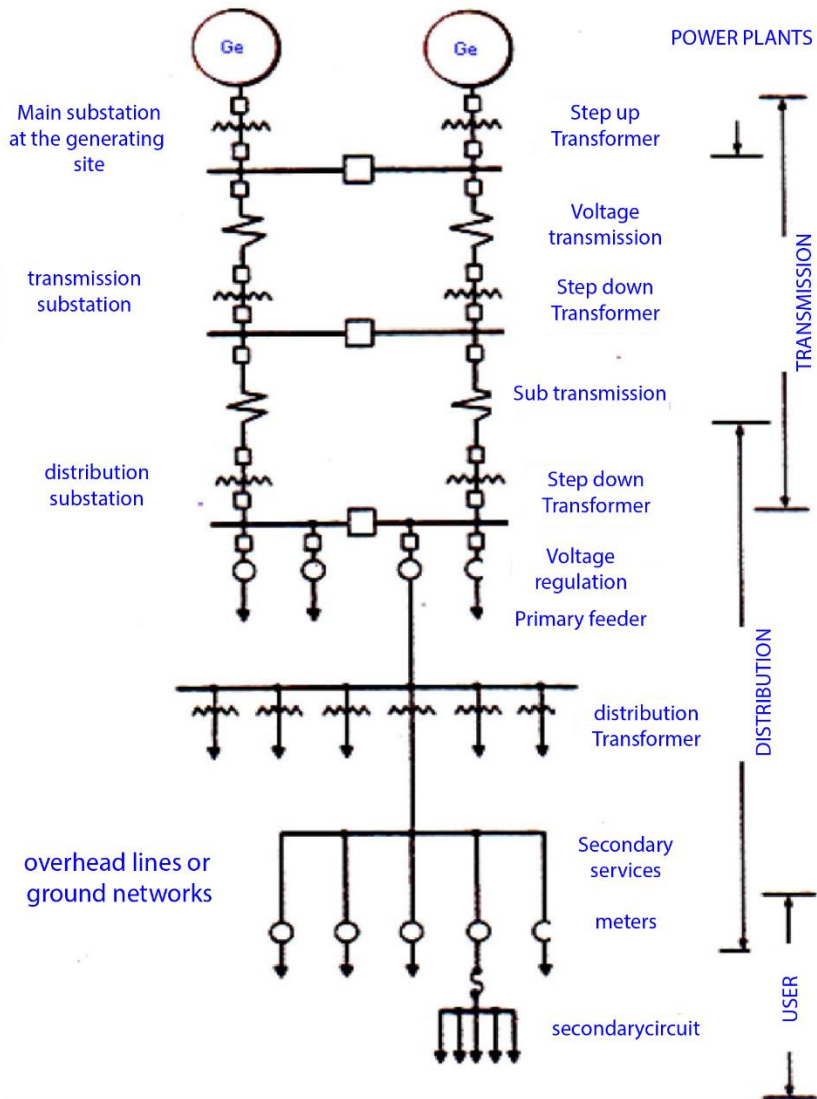 Ge
Ge
POWER PLANTS
Main substation
at the generating
site
Step up
Transformer
Voltage
transmission
transmission
substation
Step down
Transformer
TRANSMISSION
Sub transmission
distribution
substation
Step down
Transformer
Voltage
regulation
Primary feeder
distribution
Transformer
DISTRIBUTION
overhead lines or
ground networks
Secondary
services
meters
USER
secondarycircuit